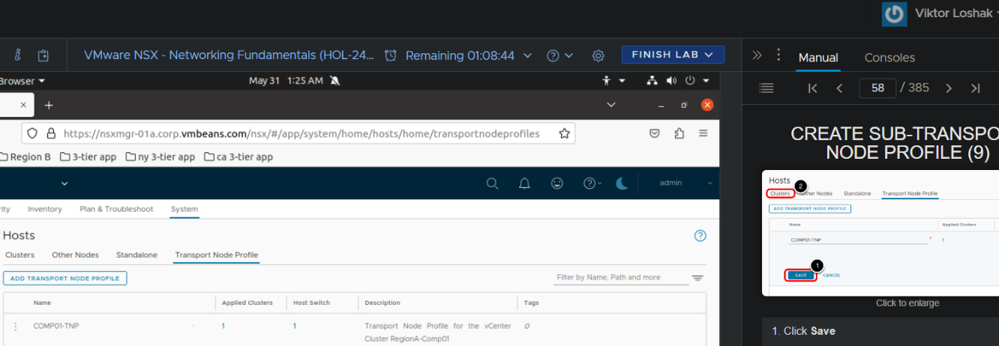 Viktor Loshak
VMware NSX - Networking Fundamentals (HOL-24... Remaining 01:08:44 FINISH LAB
Manual Consoles
Browser May 31 1:25 AM
58 / 385
https://nsxmgr-01a.corp.vmbeans.com/nsx/#/app/system/home/hosts/home/transportnodeprofiles
Region B 3-tier app ny 3-tier app ca 3-tier app
admin
rity Inventory Plan & Troubleshoot System
Hosts
Clusters Other Nodes Standalone Transport Node Profile
ADD TRANSPORT NODE PROFILE Filter by Name, Path and more
Name Applied Clusters Host Switch Description Tags
COMP01-TNP 1 1 Transport Node Profile for the vCenter 0
Cluster RegionA-Comp01
CREATE SUB-TRANSPO
NODE PROFILE (9)
Hosts
2
Clusters Other Nodes Standalone Transport Node Profile
ADD TRANSPORT NODE PROFILE
Name Applied Clusters
COMP01-TNP * 1
1
SAVE CANCEL
Click to enlarge
1. Click Save